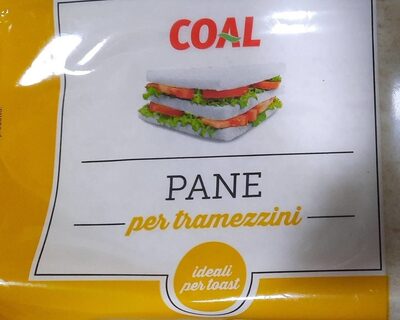 COAL
PANE
per tramezzini
ideali
per toast